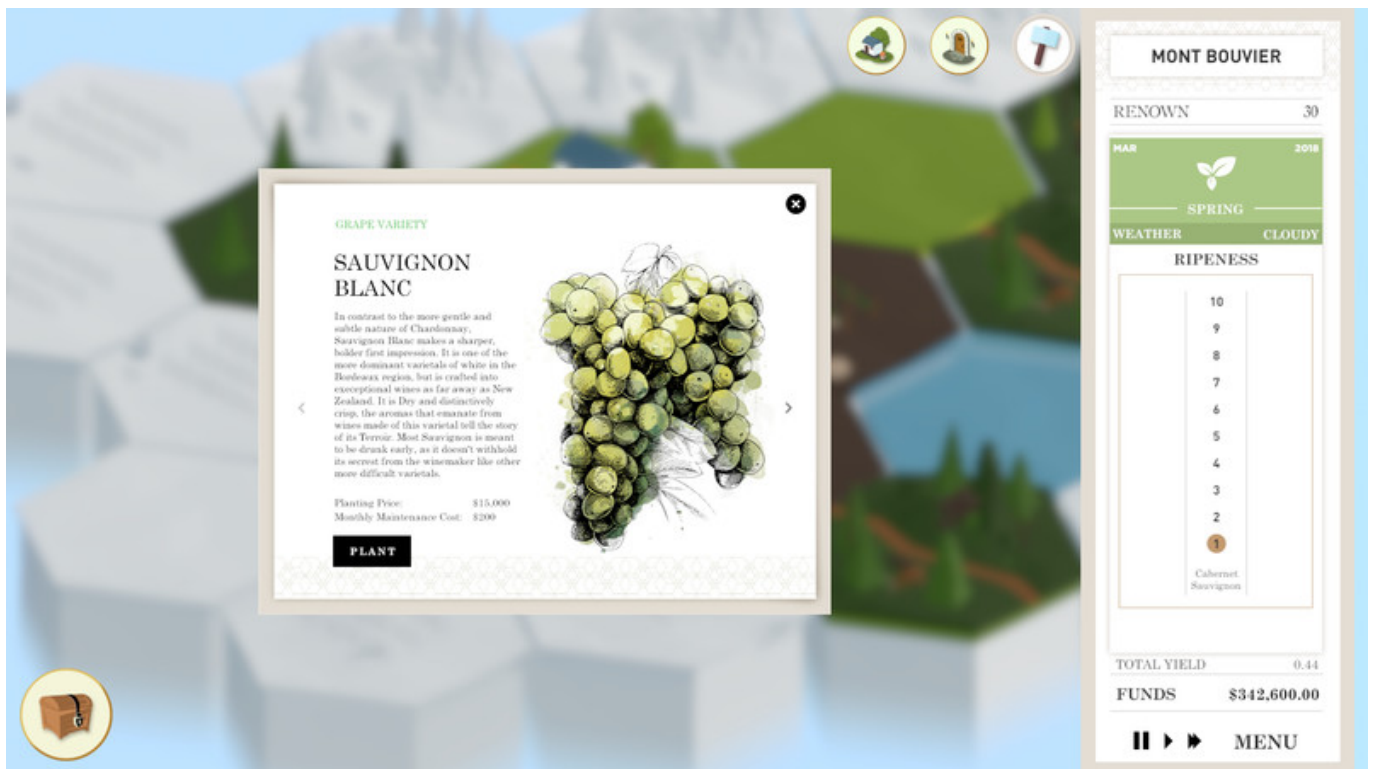 GRAPE VARIETY
SAUVIGNON
BLANC
In contrast to the more gentle and
subtle nature of Chardonnay,
Sauvignon Blanc makes a sharper,
bolder first impression. It is one of the
more dominant varietals of white in the
Bordeaux region, but is crafted into
execeptional wines as far away as New
Zealand. It is Dry and distinctively
crisp, the aromas that emanate from
wines made of this varietal tell the story
of its Terroir. Most Sauvignon is meant
to be drunk early, as it doesn't withhold
its secrest from the winemaker like other
more difficult varietals.
Planting Price: $15,000
Monthly Maintenance Cost: $200
PLANT
MONT BOUVIER
RENOWN 30
MAR 2018
SPRING
WEATHER CLOUDY
RIPENESS
10
9
8
7
6
5
4
3
2
1
Cabernet
Sauvignon
TOTAL YIELD 0.44
FUNDS $342,600.00
MENU